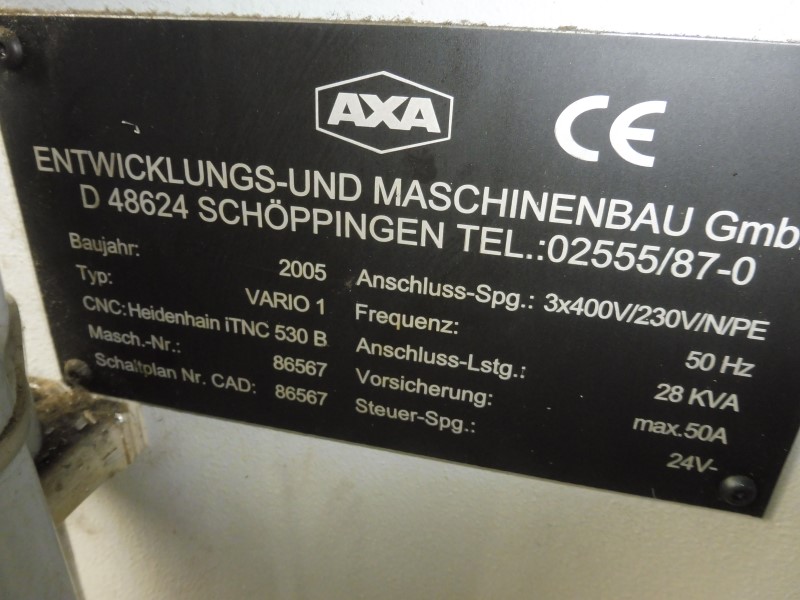 AXA CE
ENTWICKLUNGS-UND MASCHINENBAU Gmb
D 48624 SCHÖPPINGEN TEL.:02555/87-0
Baujahr: 2005
Typ: VARIO 1
CNC: Heidenhain iTNC 530 B
Masch.-Nr.: 86567
Schaltplan Nr. CAD: 86567
Anschluss-Spg.: 3x400V/230V/N/PE
Frequenz: 50 Hz
Anschluss-Lstg.: 28 KVA
Vorsicherung: max.50A
Steuer-Spg.: 24V-